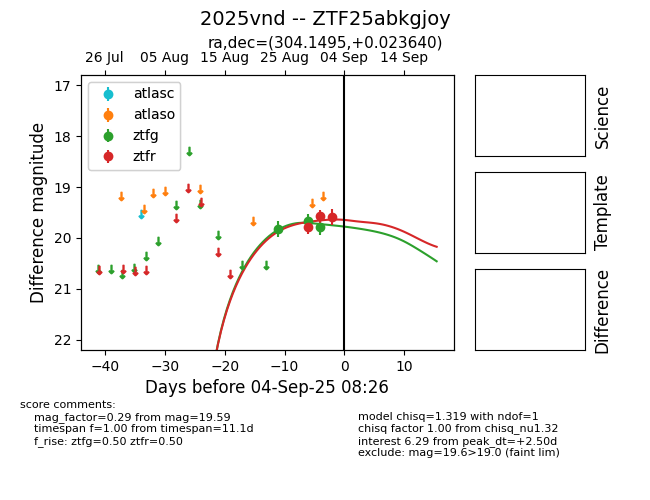 2025vnd -- ZTF25abkgjoy
ra,dec=(304.1495,+0.023640)
26 Jul 05 Aug 15 Aug 25 Aug 04 Sep 14 Sep
17
18
19
20
21
22
Difference magnitude
atlasc
atlaso
ztfg
ztfr
−40 −30 −20 −10 0 10
Days before 04-Sep-25 08:26
Science
Template
Difference
score comments:
mag_factor=0.29 from mag=19.59
timespan f=1.00 from timespan=11.1d
f_rise: ztfg=0.50 ztfr=0.50
model chisq=1.319 with ndof=1
chisq factor 1.00 from chisq_nu1.32
interest 6.29 from peak_dt=+2.50d
exclude: mag=19.6>19.0 (faint lim)